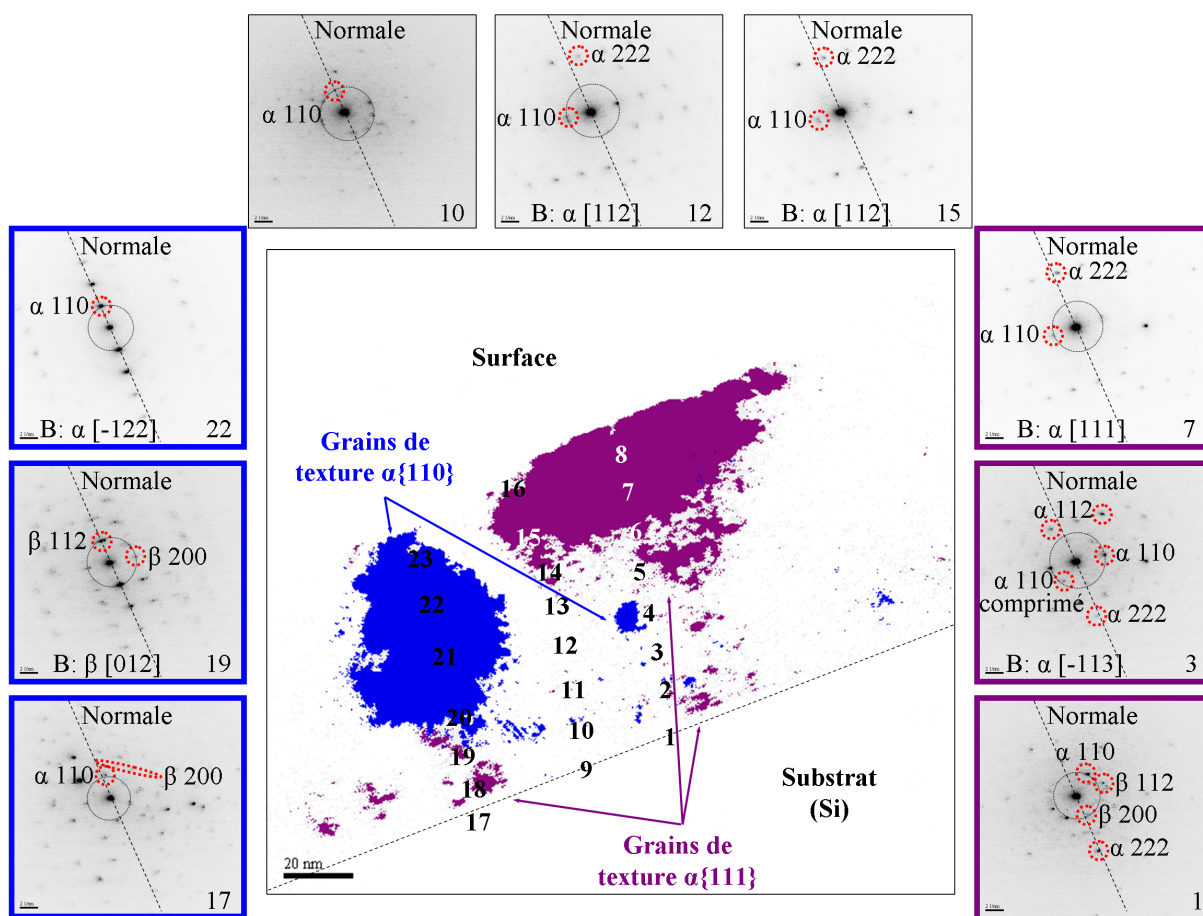 Normale
α 110
10
Normale
α 222
α 110
B: α [112]
12
Normale
α 222
α 110
B: α [112]
15
Normale
α 110
B: α [-122]
22
Normale
β 112
β 200
B: β [012]
19
Normale
α 110
β 200
17
Surface
Grains de
texture α{110}
8
7
16
15
6
14
5
23
22
13
4
12
3
21
11
2
20
10
1
19
9
18
17
Substrat
(Si)
Grains de
texture α{111}
20 nm
Normale
α 222
α 110
B: α [111]
7
Normale
α 112
α 110
α 110
comprimé
α 222
B: α [-113]
3
Normale
α 110
β 112
β 200
α 222
1